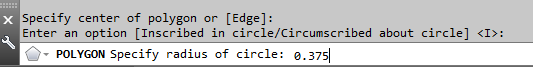 Specify center of polygon or [Edge]:
Enter an option [Inscribed in circle/Circumscribed about circle] <I>:
POLYGON Specify radius of circle: 0.375